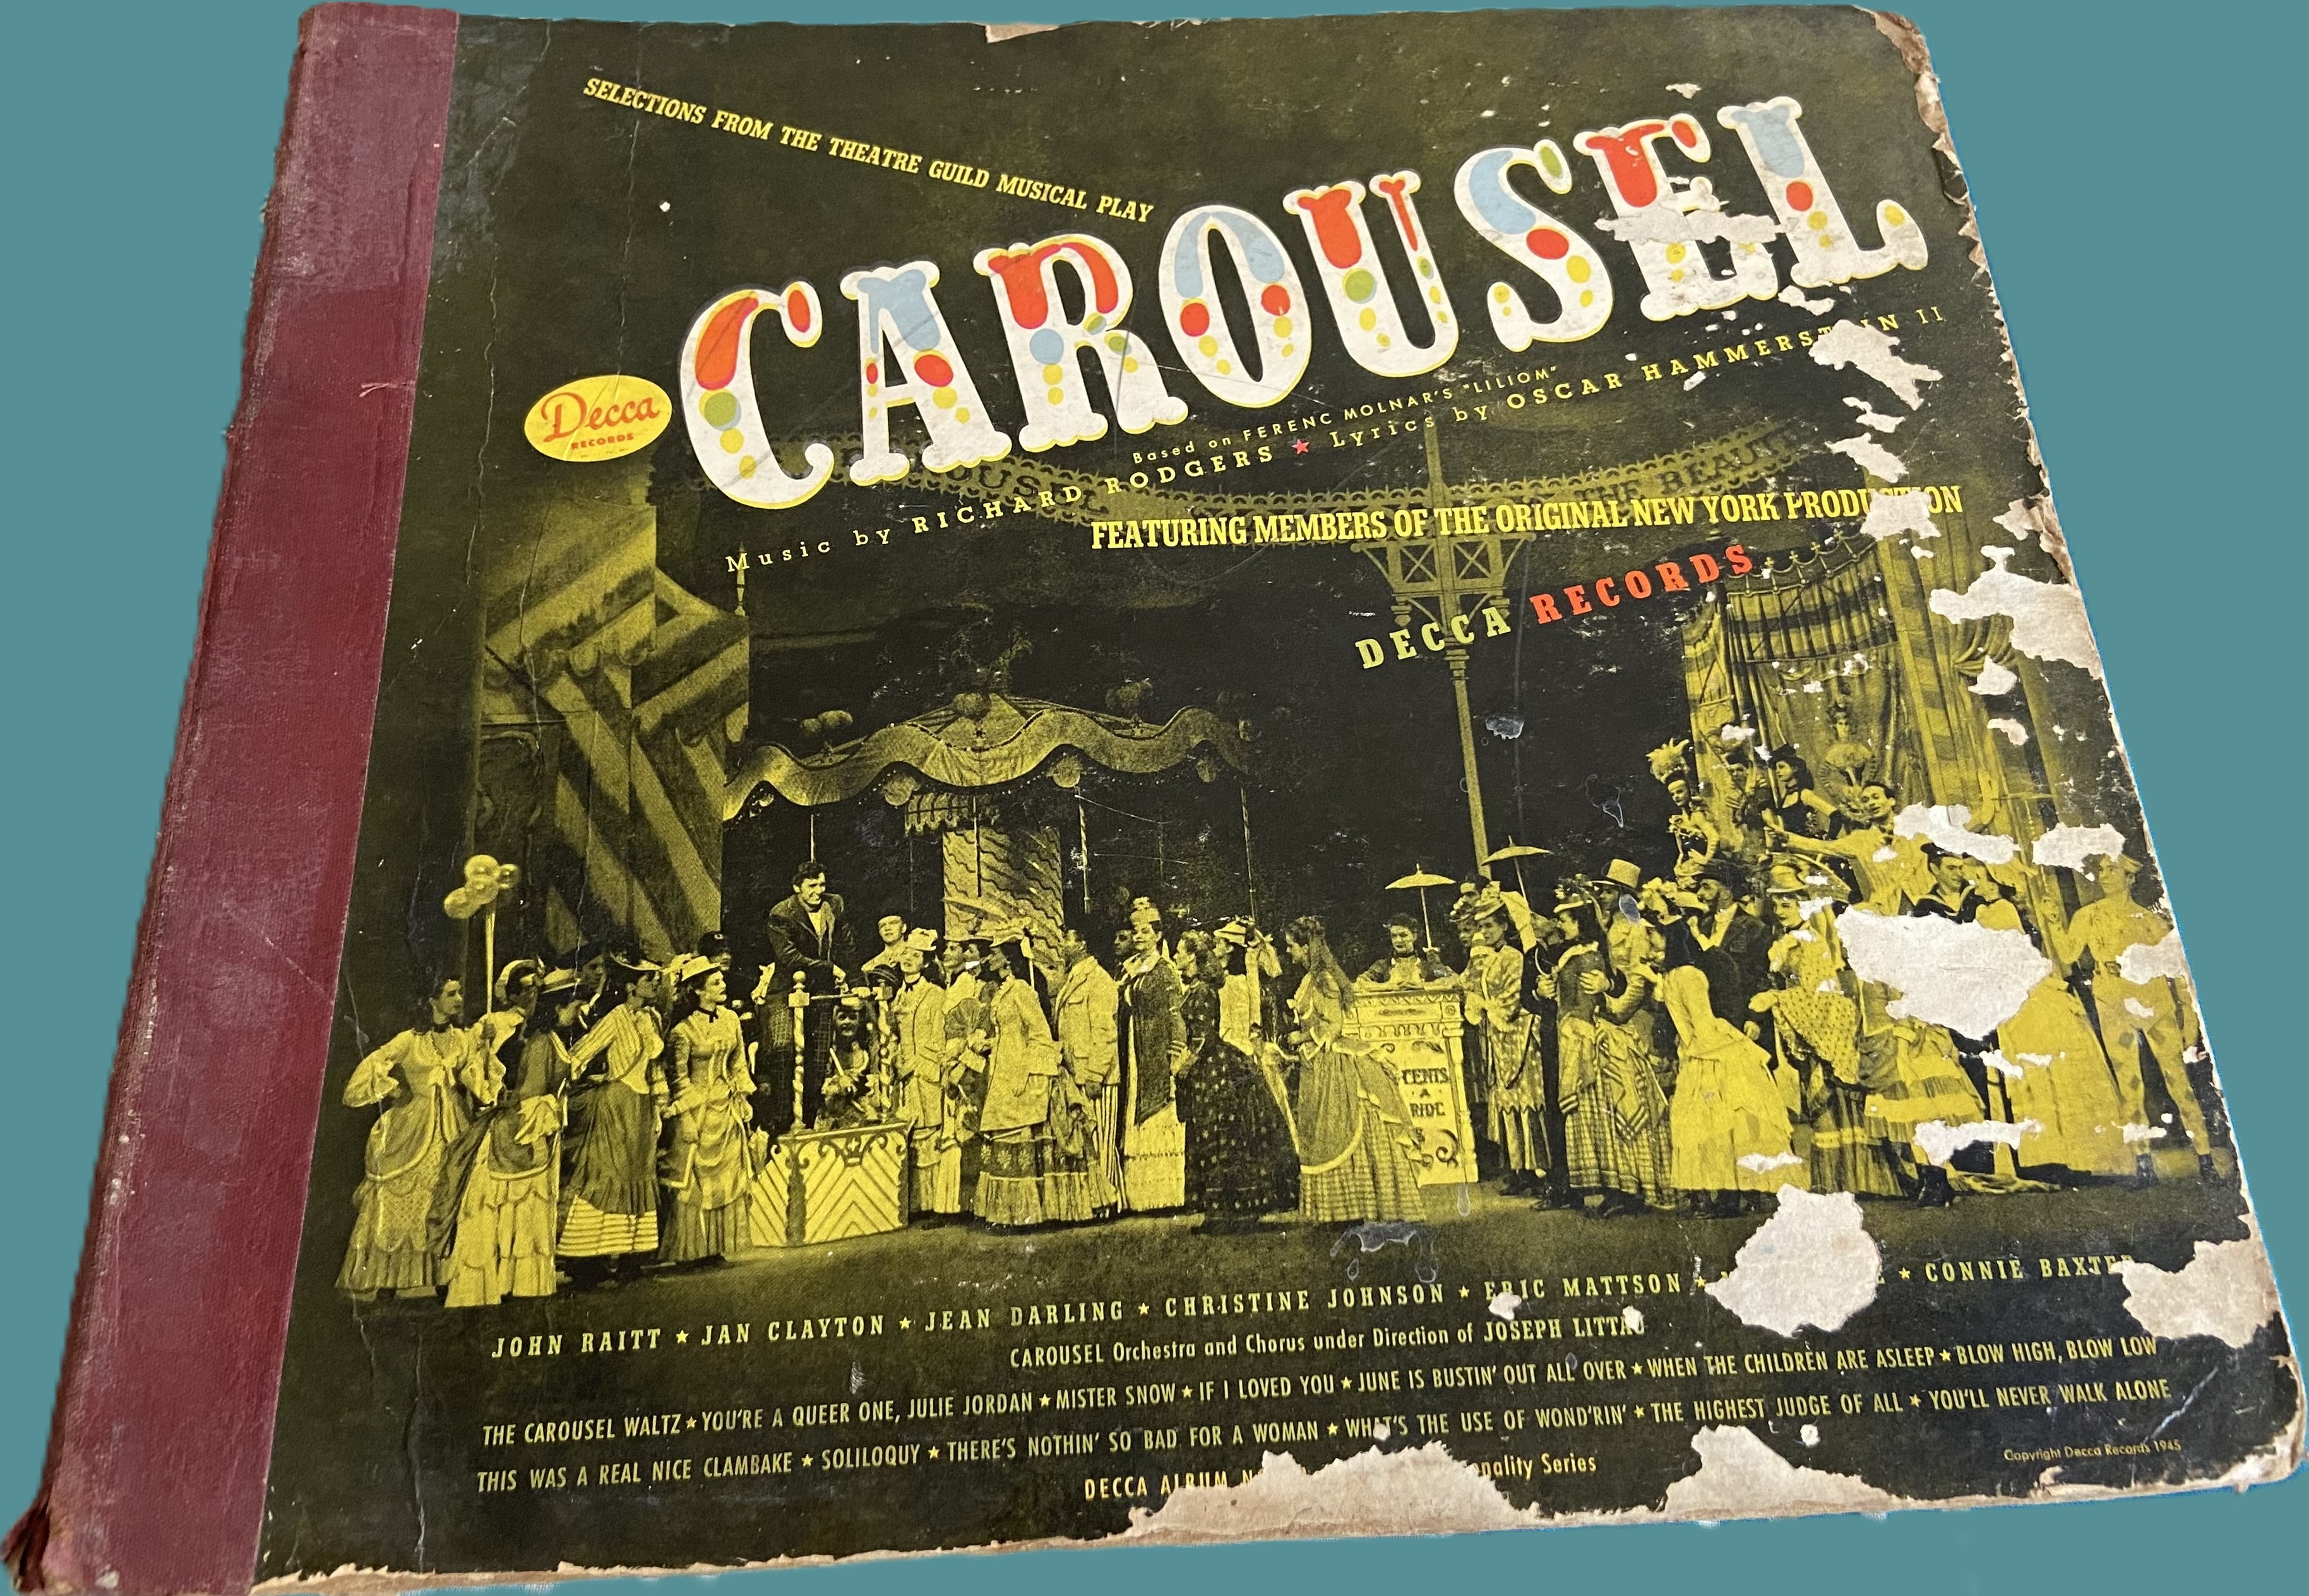 SELECTIONS FROM THE THEATRE GUILD MUSICAL PLAY
CAROUSEL
Decca
RECORDS
Based on FERENC MOLNAR'S "LILIOM"
Music by RICHARD RODGERS ★ Lyrics by OSCAR HAMMERSTEIN II
FEATURING MEMBERS OF THE ORIGINAL NEW YORK PRODUCTION
DECCA RECORDS
CENTS
A
RIDE
JOHN RAITT ★ JAN CLAYTON ★ JEAN DARLING ★ CHRISTINE JOHNSON ★ ERIC MATTSON ★ ★ CONNIE BAXTER
CAROUSEL Orchestra and Chorus under Direction of JOSEPH LITTAU
THE CAROUSEL WALTZ ★ YOU'RE A QUEER ONE, JULIE JORDAN ★ MISTER SNOW ★ IF I LOVED YOU ★ JUNE IS BUSTIN' OUT ALL OVER ★ WHEN THE CHILDREN ARE ASLEEP ★ BLOW HIGH, BLOW LOW
THIS WAS A REAL NICE CLAMBAKE ★ SOLILOQUY ★ THERE'S NOTHIN' SO BAD FOR A WOMAN ★ WHAT'S THE USE OF WOND'RIN' ★ THE HIGHEST JUDGE OF ALL ★ YOU'LL NEVER WALK ALONE
DECCA ALBUM Series
Copyright Decca Records 1945